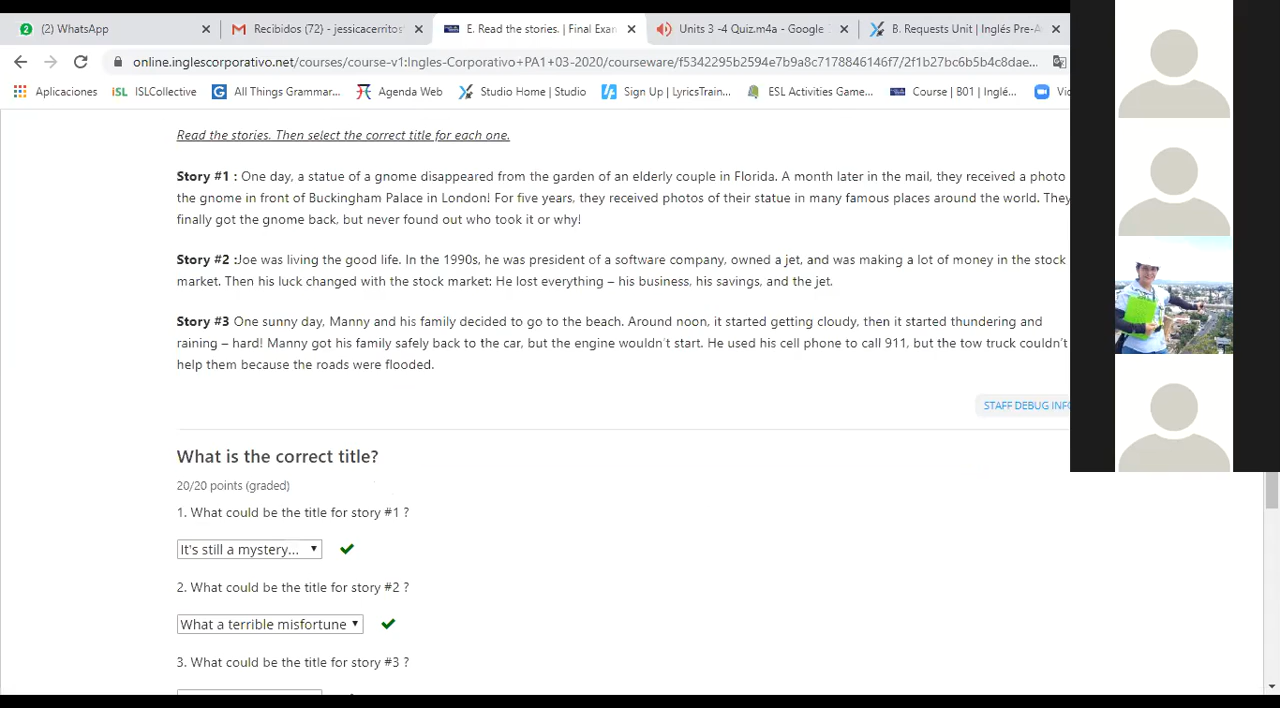 2 (2) WhatsApp
Recibidos (72) - jessicacerritos
E. Read the stories. | Final Exan
Units 3 -4 Quiz.m4a - Google
B. Requests Unit | Inglés Pre-A
online.inglescorporativo.net/courses/course-v1:Ingles-Corporativo+PA1+03-2020/courseware/f5342295b2594e7b9a8c7178846146f7/2f1b27bc6b5b4c8dae...
Aplicaciones
iSL ISLCollective
G All Things Grammar...
Agenda Web
Studio Home | Studio
Sign Up | LyricsTrain...
ESL Activities Game...
Course | B01 | Inglé...
Vi
Read the stories. Then select the correct title for each one.
Story #1 : One day, a statue of a gnome disappeared from the garden of an elderly couple in Florida. A month later in the mail, they received a photo
the gnome in front of Buckingham Palace in London! For five years, they received photos of their statue in many famous places around the world. They
finally got the gnome back, but never found out who took it or why!
Story #2 :Joe was living the good life. In the 1990s, he was president of a software company, owned a jet, and was making a lot of money in the stock
market. Then his luck changed with the stock market: He lost everything – his business, his savings, and the jet.
Story #3 One sunny day, Manny and his family decided to go to the beach. Around noon, it started getting cloudy, then it started thundering and
raining – hard! Manny got his family safely back to the car, but the engine wouldn´t start. He used his cell phone to call 911, but the tow truck couldn't
help them because the roads were flooded.
STAFF DEBUG INFO
What is the correct title?
20/20 points (graded)
1. What could be the title for story #1 ?
It's still a mystery...
2. What could be the title for story #2 ?
What a terrible misfortune
3. What could be the title for story #3 ?